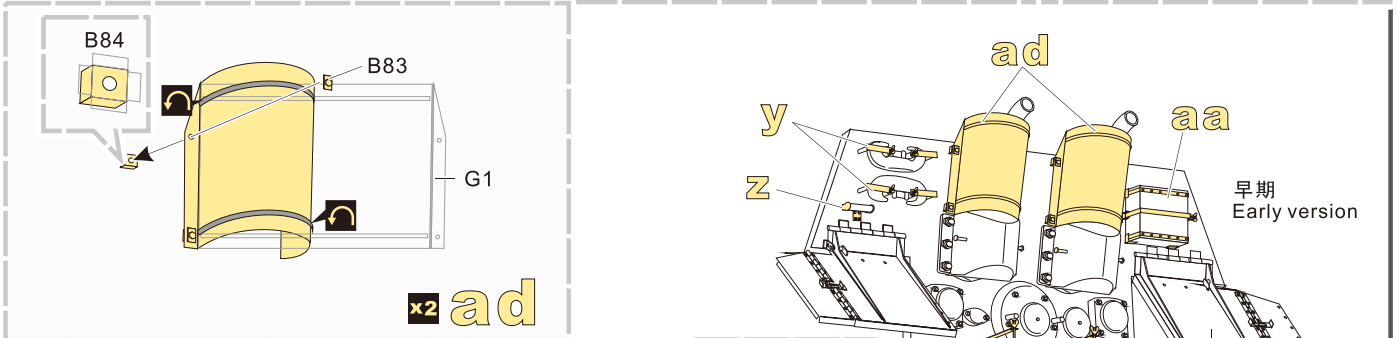 B84
B83
G1
x2 ad
ad
y
aa
z
早期
Early version